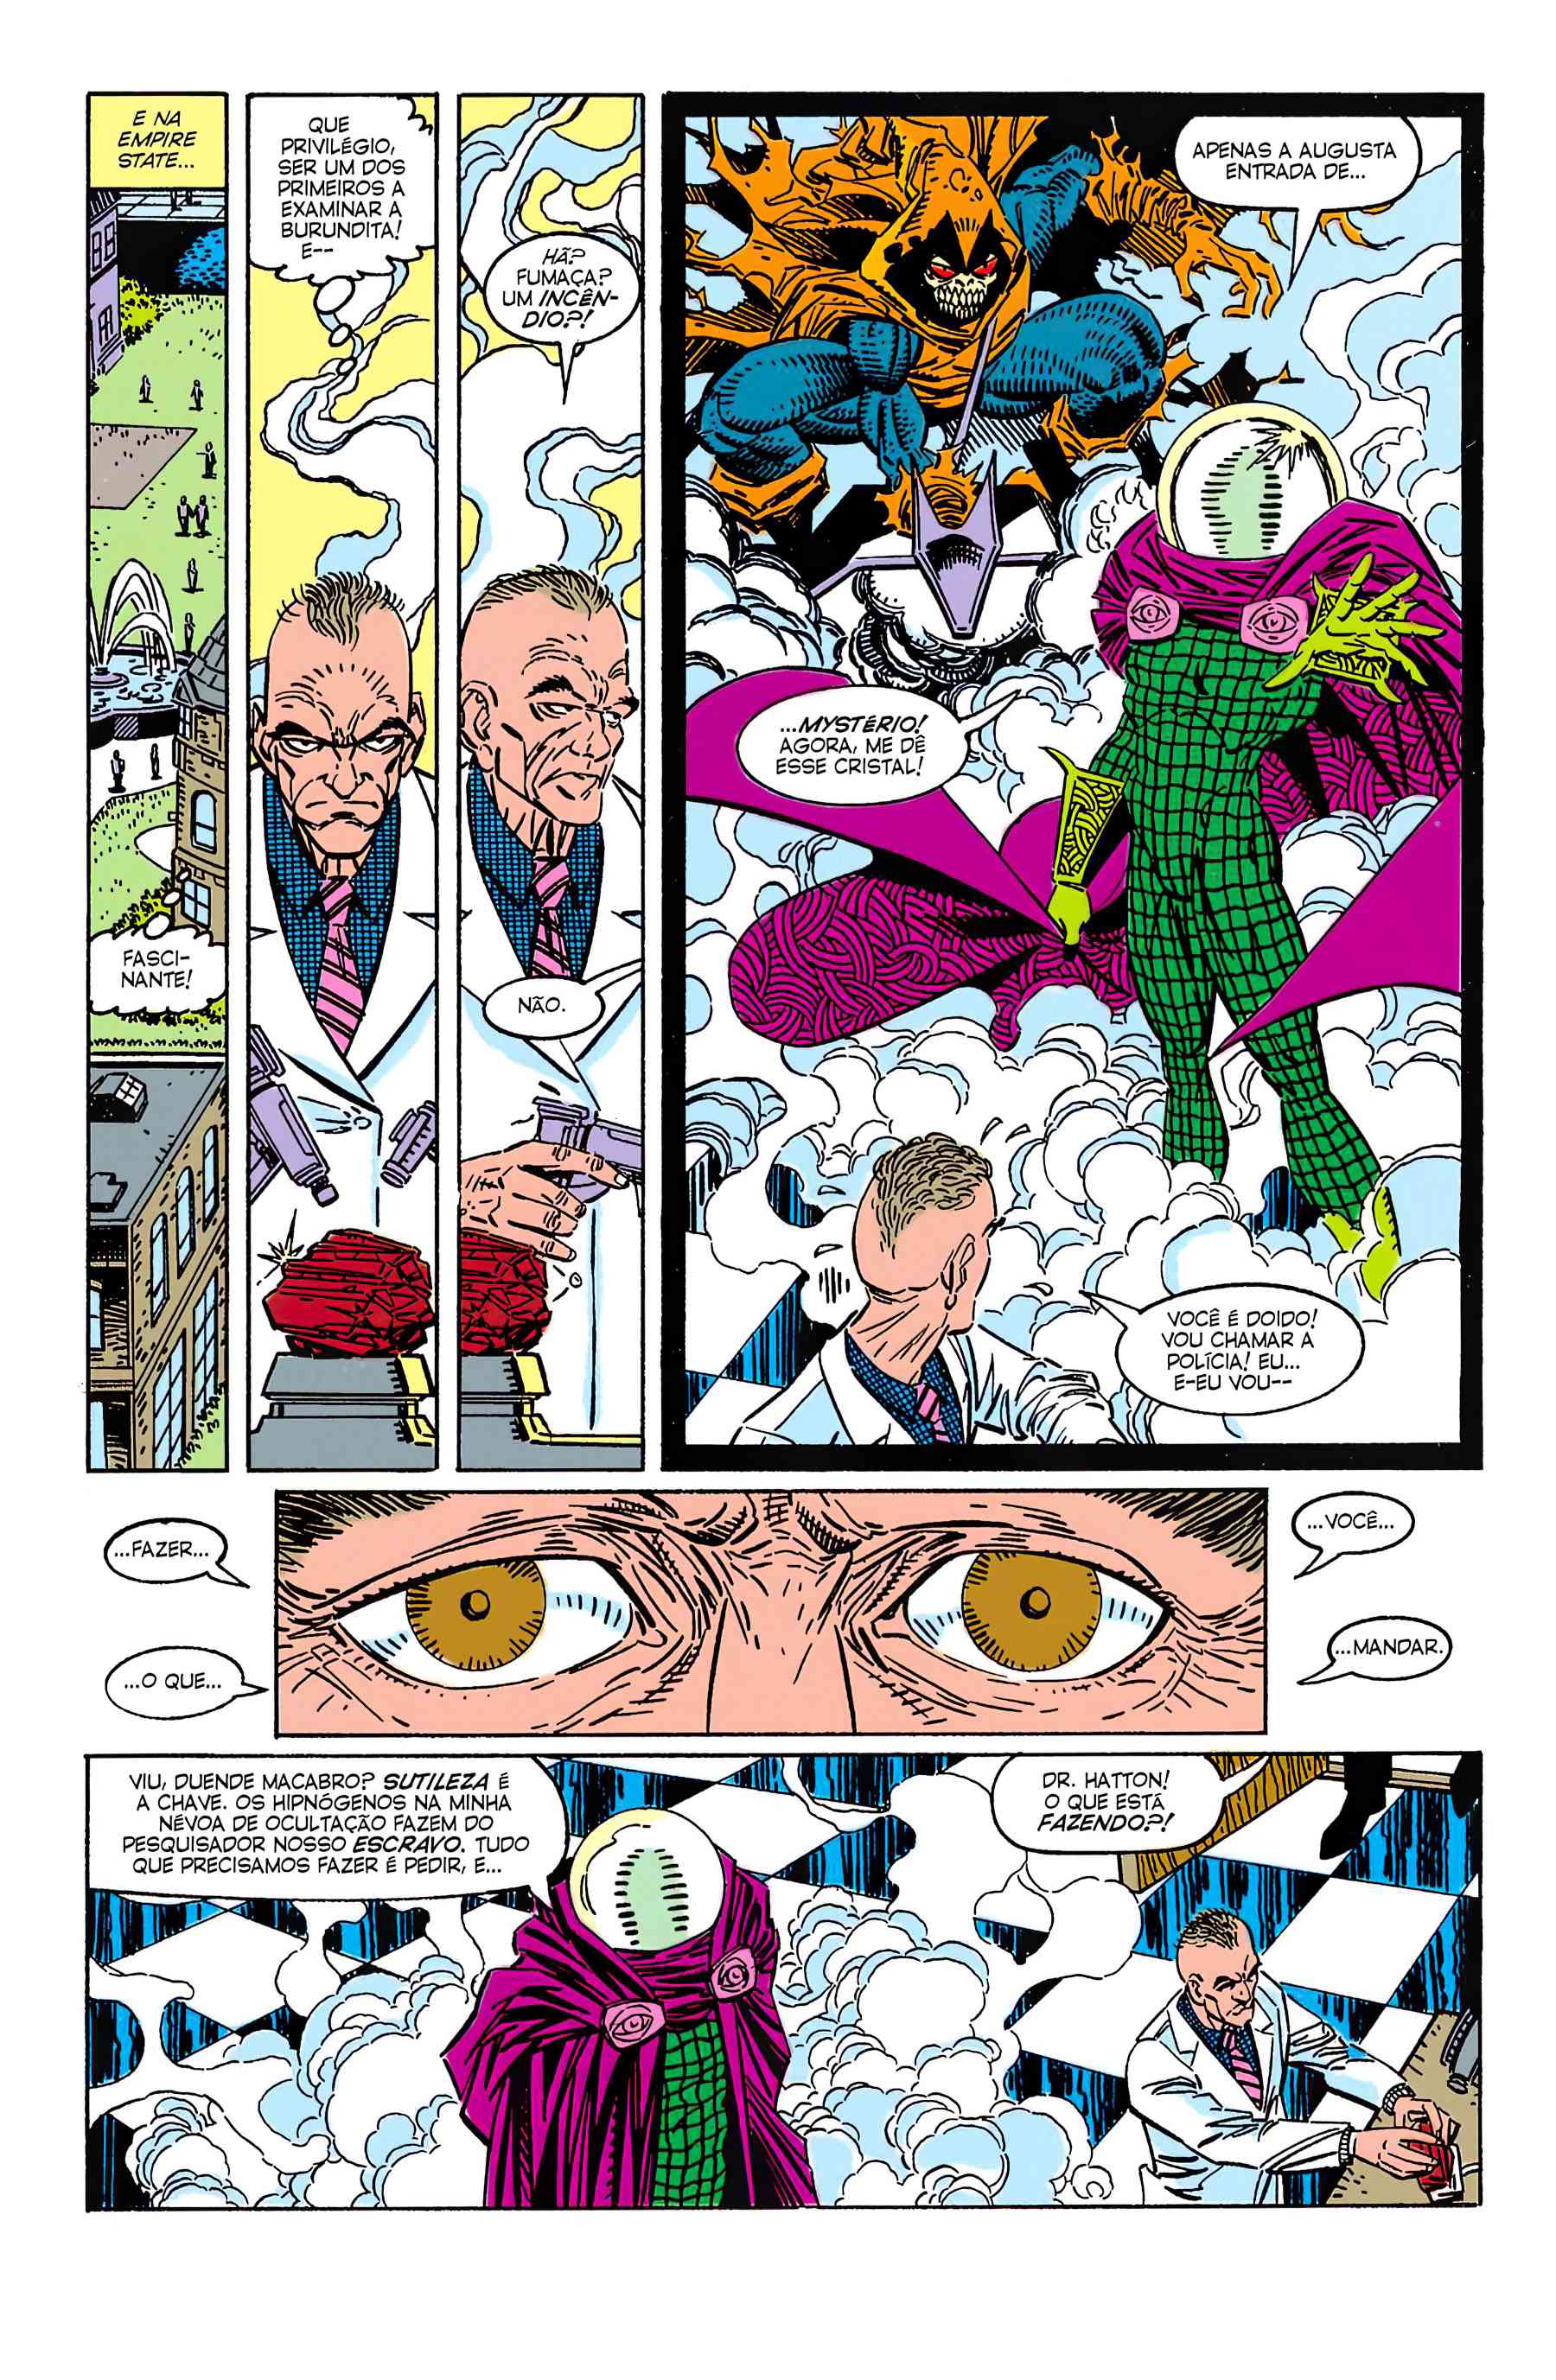 E NA
EMPIRE
STATE...
FASCI-
NANTE!
QUE
PRIVILÉGIO,
SER UM DOS
PRIMEIROS A
EXAMINAR A
BURUNDITA!
E--
HÃ?
FUMAÇA?
UM INCÊN-
DIO?!
NÃO.
APENAS A AUGUSTA
ENTRADA DE...
...MYSTÉRIO!
AGORA, ME DÊ
ESSE CRISTAL!
VOCÊ É DOIDO!
VOU CHAMAR A
POLÍCIA! EU...
E-EU VOU--
...FAZER...
...O QUE...
...VOCÊ...
...MANDAR.
VIU, DUENDE MACABRO? SUTILEZA É
A CHAVE. OS HIPNÓGENOS NA MINHA
NÉVOA DE OCULTAÇÃO FAZEM DO
PESQUISADOR NOSSO ESCRAVO. TUDO
QUE PRECISAMOS FAZER É PEDIR, E...
DR. HATTON!
O QUE ESTÁ
FAZENDO?!